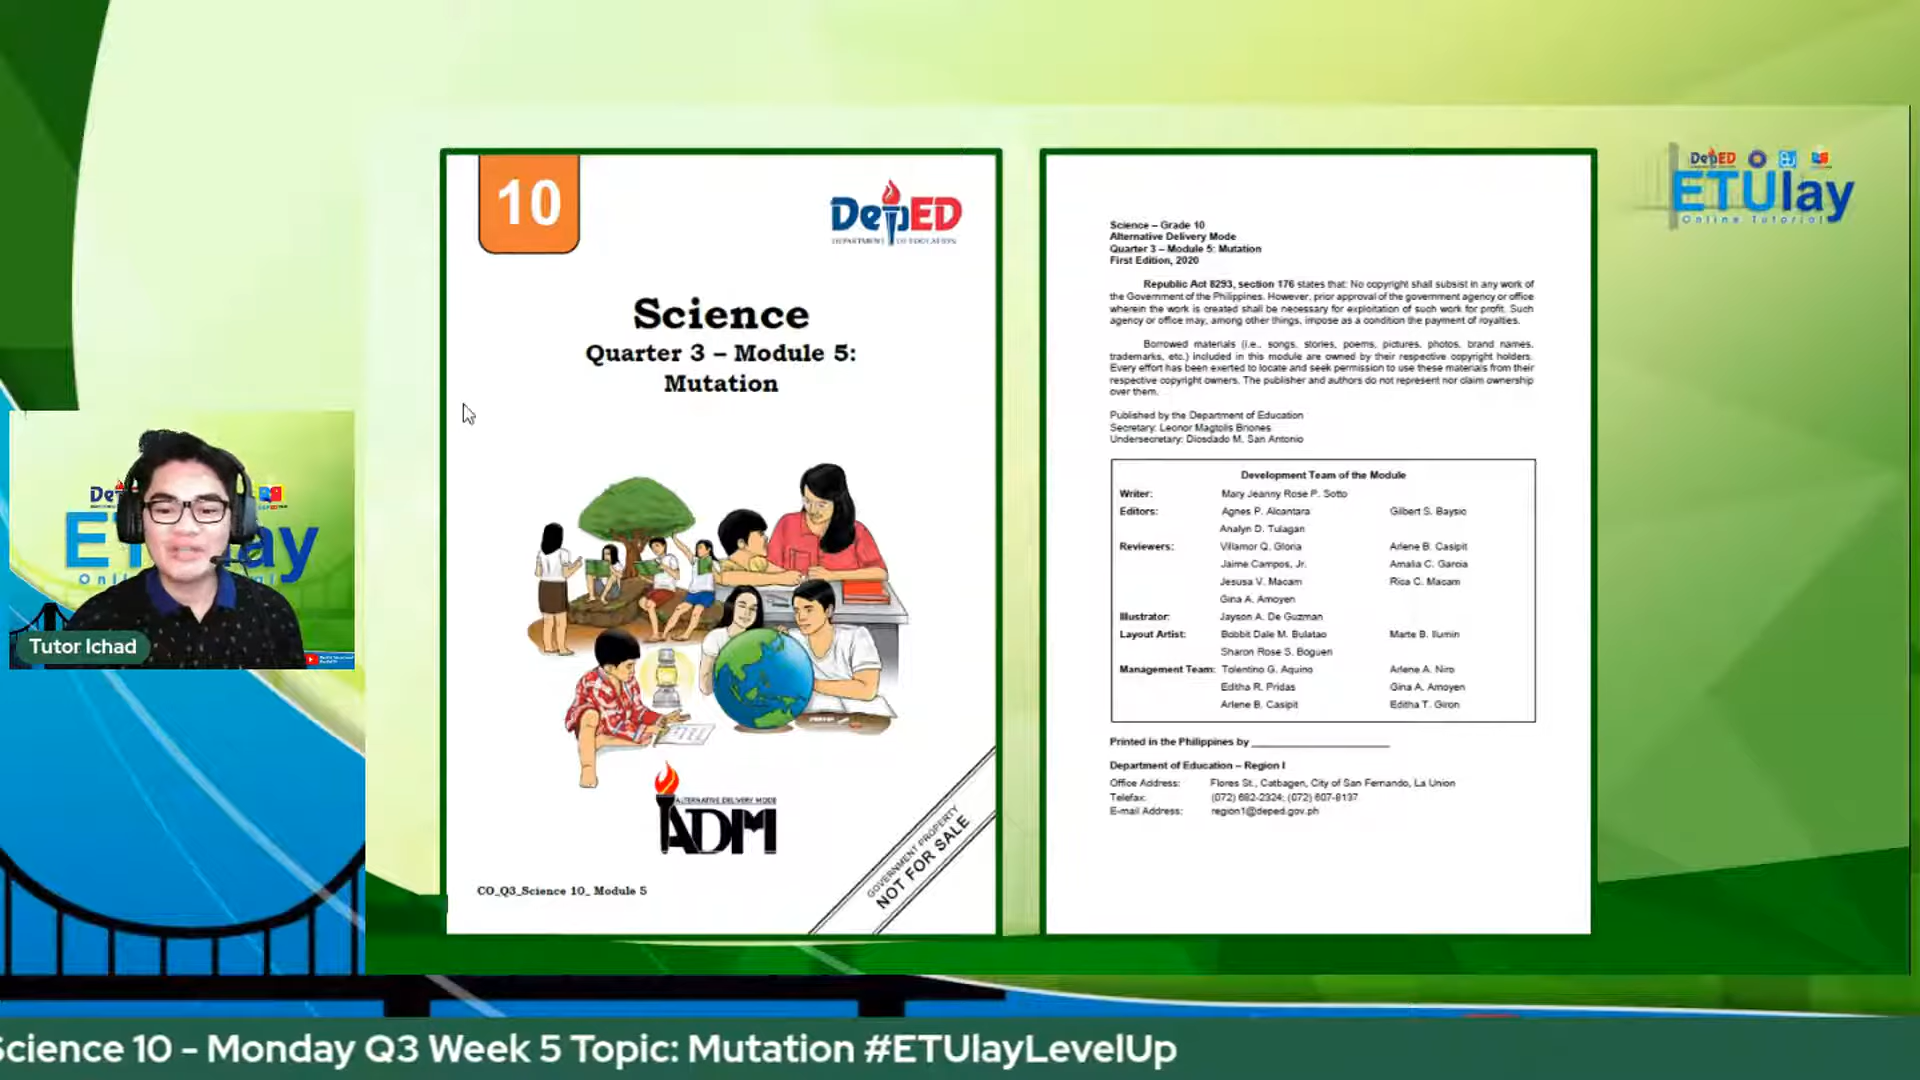 10
DepED
DEPARTMENT OF EDUCATION
Science
Quarter 3 – Module 5:
Mutation
ALTERNATIVE DELIVERY MODE
ADM
GOVERNMENT PROPERTY
NOT FOR SALE
CO_Q3_Science 10_ Module 5
Science – Grade 10
Alternative Delivery Mode
Quarter 3 – Module 5: Mutation
First Edition, 2020
Republic Act 8293, section 176 states that: No copyright shall subsist in any work of
the Government of the Philippines. However, prior approval of the government agency or office
wherein the work is created shall be necessary for exploitation of such work for profit. Such
agency or office may, among other things, impose as a condition the payment of royalties.
Borrowed materials (i.e., songs, stories, poems, pictures, photos, brand names,
trademarks, etc.) included in this module are owned by their respective copyright holders.
Every effort has been exerted to locate and seek permission to use these materials from their
respective copyright owners. The publisher and authors do not represent nor claim ownership
over them.
Published by the Department of Education
Secretary: Leonor Magtolis Briones
Undersecretary: Diosdado M. San Antonio
Development Team of the Module
Writer: Mary Jeanny Rose P. Sotto
Editors: Agnes P. Alcantara Gilbert S. Baysic
Analyn D. Tulagan
Reviewers: Villamor Q. Gloria Arlene B. Casipit
Jaime Campos, Jr. Amalia C. Garcia
Jesusa V. Macam Rica C. Macam
Gina A. Amoyen
Illustrator: Jayson A. De Guzman
Layout Artist: Bobbit Dale M. Bulatao Marte B. Ilumin
Sharon Rose S. Boguen
Management Team: Tolentino G. Aquino Arlene A. Niro
Editha R. Pridas Gina A. Amoyen
Arlene B. Casipit Editha T. Giron
Printed in the Philippines by
Department of Education – Region I
Office Address: Flores St., Catbagen, City of San Fernando, La Union
Telefax: (072) 682-2324; (072) 607-8137
E-mail Address: region1@deped.gov.ph
DepED
ETUlay
Online Tutorial
Tutor Ichad
Science 10 - Monday Q3 Week 5 Topic: Mutation #ETUlayLevelUp